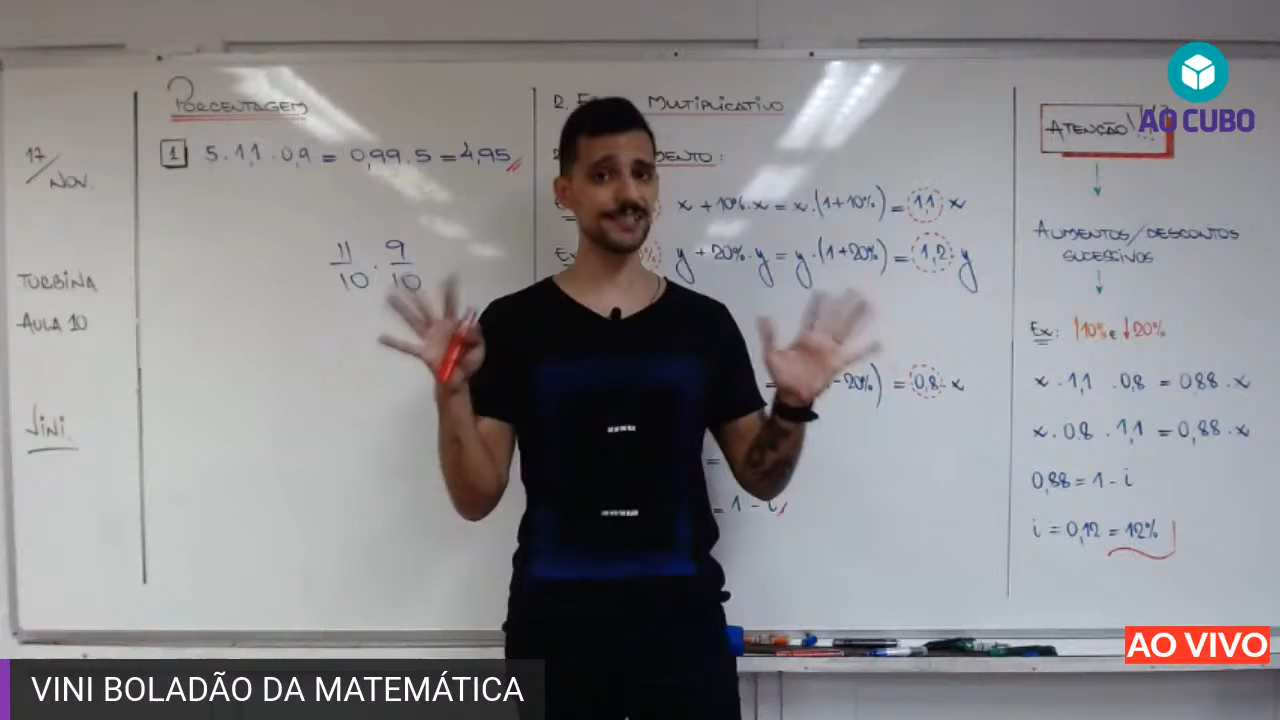 17/NOV.
TURBINA
AULA 10
Vini.
PORCENTAGEM
1 5 . 1,1 . 0,9 = 0,99 . 5 = 4,95
11/10 . 9/10
2. MULTIPLICATIVO
x + 10% . x = x . (1 + 10%) = 1,1 x
y + 20% . y = y . (1 + 20%) = 1,2 y
- 20%) = 0,8 x
=
= 1 - i
ATENÇÃO!
AUMENTOS/DESCONTOS
SUCESSIVOS
Ex: ↑10% e ↓20%
x . 1,1 . 0,8 = 0,88 . x
x . 0,8 . 1,1 = 0,88 . x
0,88 = 1 - i
i = 0,12 = 12%
AO CUBO
AO VIVO
VINI BOLADÃO DA MATEMÁTICA